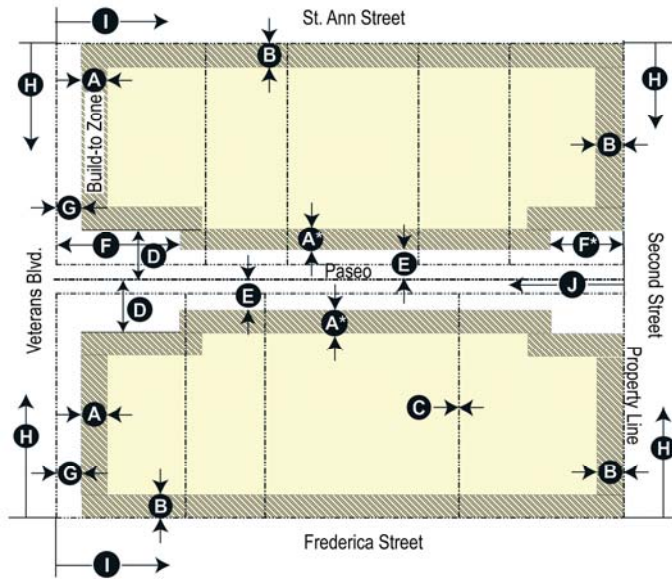 St. Ann Street
I
B
H
H
A
Build-to Zone
B
G
F
D
A*
E
F*
Paseo
E
J
D
A*
Veterans Blvd.
Second Street
Property Line
A
C
H
H
G
B
B
Frederica Street
I